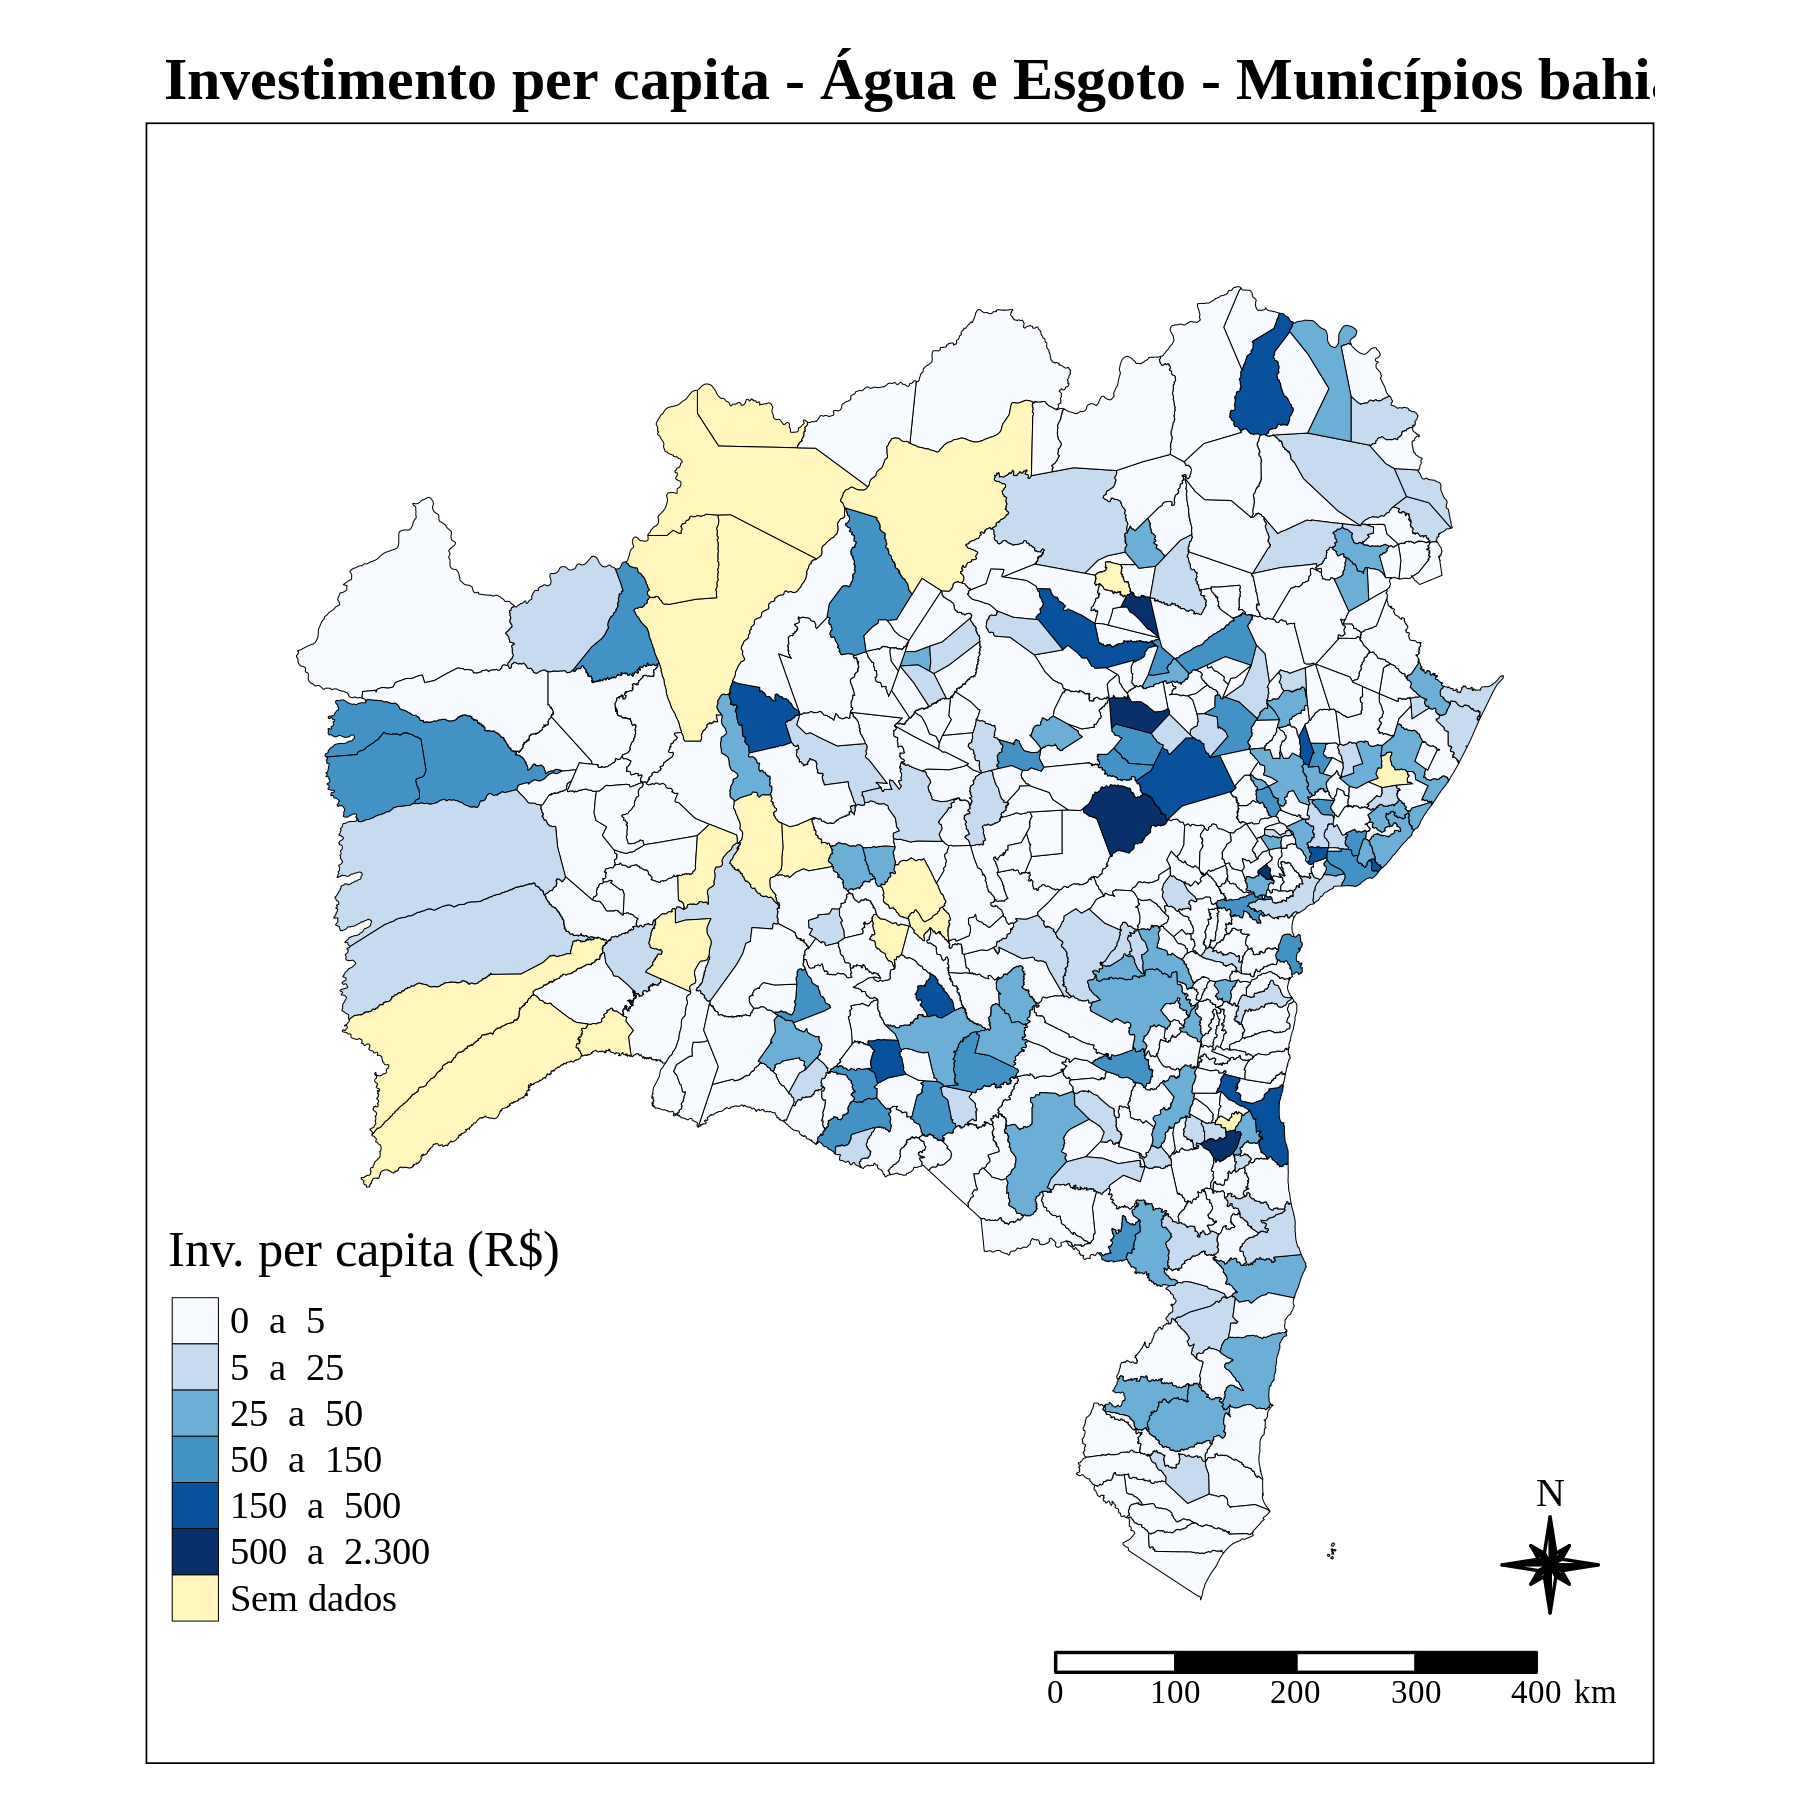 Investimento per capita - Água e Esgoto - Municípios bahi
Inv. per capita (R$)
0 a 5
5 a 25
25 a 50
50 a 150
150 a 500
500 a 2.300
Sem dados
N
0 100 200 300 400 km